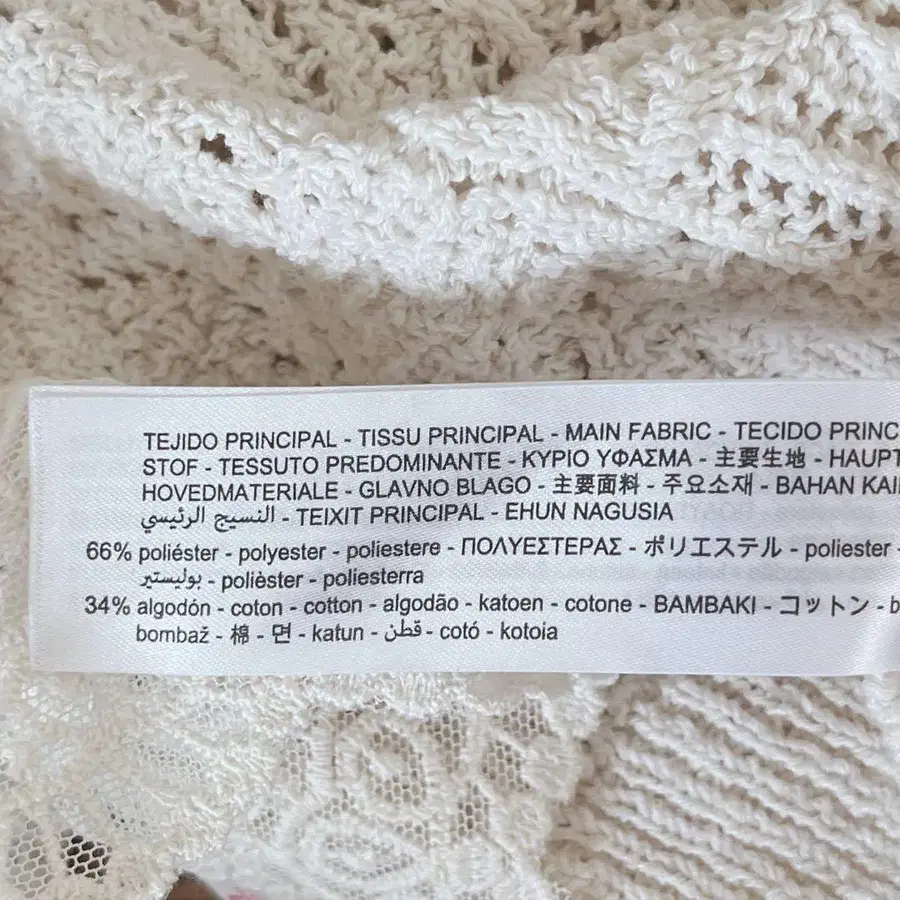 TEJIDO PRINCIPAL - TISSU PRINCIPAL - MAIN FABRIC - TECIDO PRINC
STOF - TESSUTO PREDOMINANTE - ΚΥΡΙΟ ΥΦΑΣΜΑ - 主要生地 - HAUPT
HOVEDMATERIALE - GLAVNO BLAGO - 主要面料 - 주요소재 - BAHAN KAI
النسيج الرئيسي - TEIXIT PRINCIPAL - EHUN NAGUSIA
66% poliéster - polyester - poliestere - ΠΟΛΥΕΣΤΕΡΑΣ - ポリエステル - poliester -
بوليستير - polièster - poliesterra
34% algodón - coton - cotton - algodão - katoen - cotone - ΒΑΜΒΑΚΙ - コットン - b
bombaž - 棉 - 면 - katun - قطن - cotó - kotoia